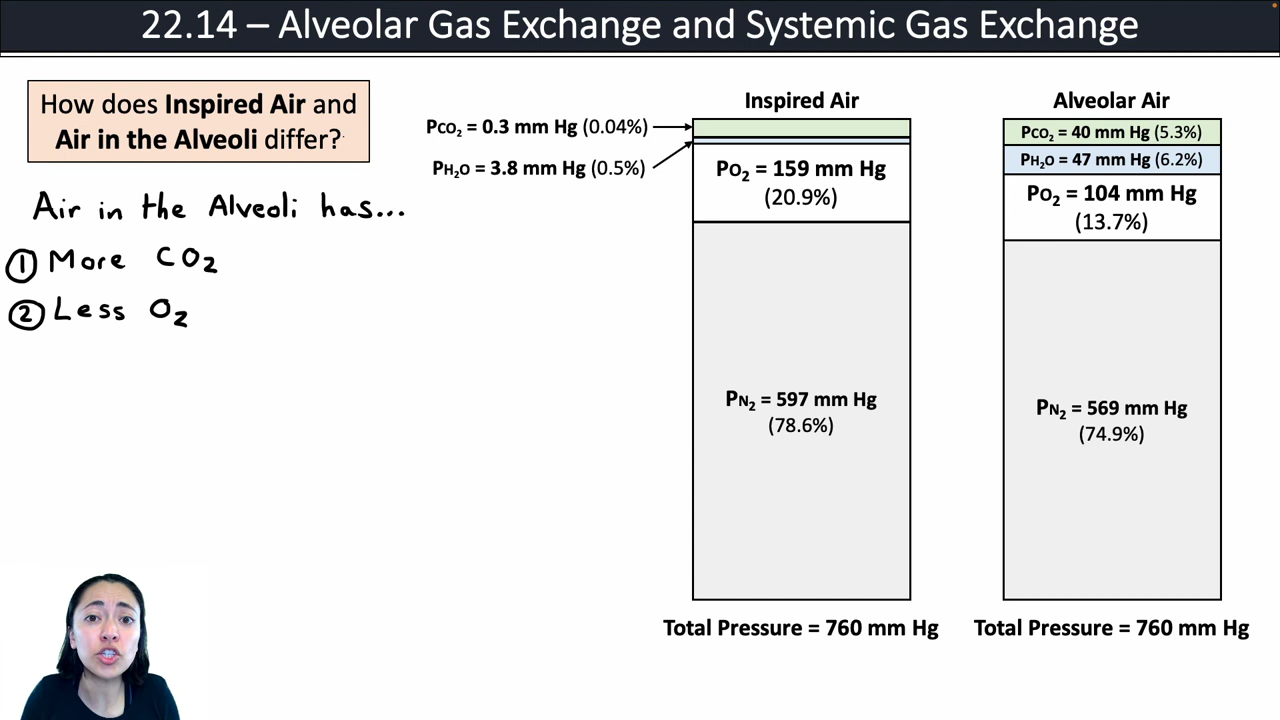 22.14 – Alveolar Gas Exchange and Systemic Gas Exchange
How does Inspired Air and
Air in the Alveoli differ?
Air in the Alveoli has...
① More CO₂
② Less O₂
Inspired Air
PCO₂ = 0.3 mm Hg (0.04%)
PH₂O = 3.8 mm Hg (0.5%)
PO₂ = 159 mm Hg
(20.9%)
PN₂ = 597 mm Hg
(78.6%)
Total Pressure = 760 mm Hg
Alveolar Air
PCO₂ = 40 mm Hg (5.3%)
PH₂O = 47 mm Hg (6.2%)
PO₂ = 104 mm Hg
(13.7%)
PN₂ = 569 mm Hg
(74.9%)
Total Pressure = 760 mm Hg